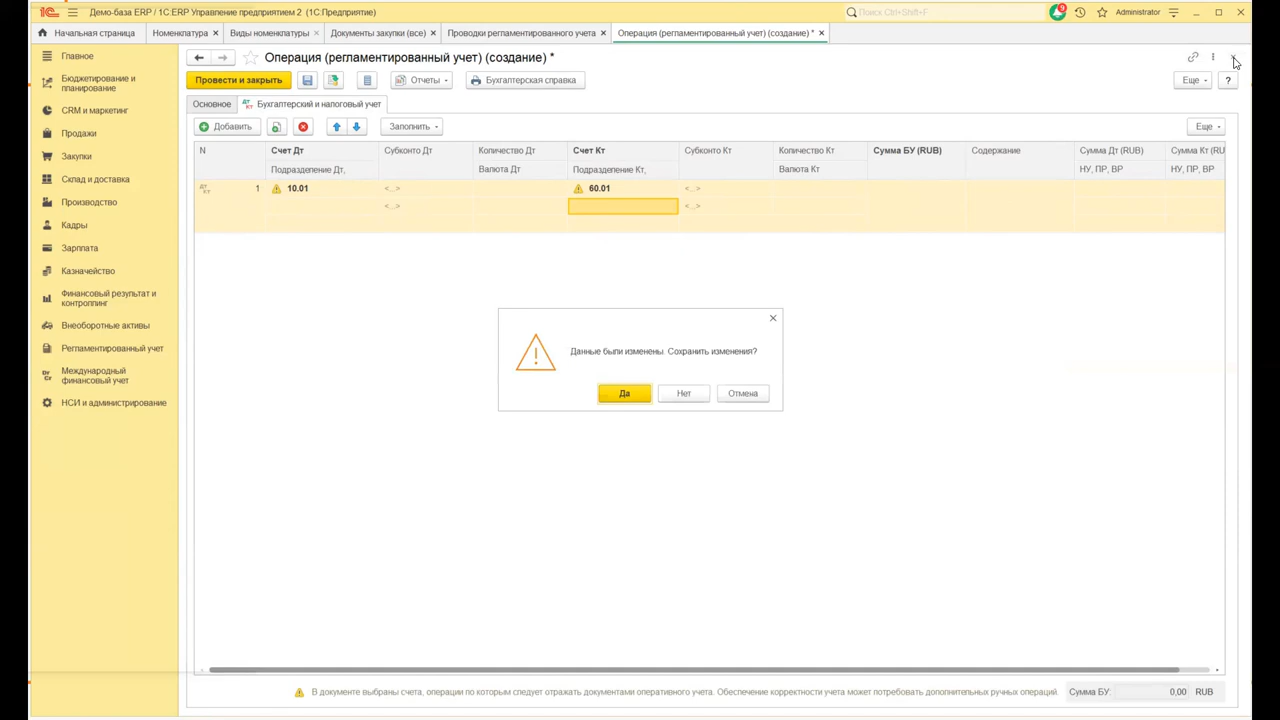 1С Демо-база ERP / 1С:ERP Управление предприятием 2 (1С:Предприятие) Поиск Ctrl+Shift+F 9 Administrator
Начальная страница Номенклатура × Виды номенклатуры × Документы закупки (все) × Проводки регламентированного учета × Операция (регламентированный учет) (создание) * ×
Главное
Бюджетирование и
планирование
CRM и маркетинг
Продажи
Закупки
Склад и доставка
Производство
Кадры
Зарплата
Казначейство
Финансовый результат и
контроллинг
Внеоборотные активы
Регламентированный учет
Международный
финансовый учет
НСИ и администрирование
Операция (регламентированный учет) (создание) *
Провести и закрыть Отчеты Бухгалтерская справка Еще ?
Основное Дт Кт Бухгалтерский и налоговый учет
Добавить Заполнить Еще
N Счет Дт Субконто Дт Количество Дт Счет Кт Субконто Кт Количество Кт Сумма БУ (RUB) Содержание Сумма Дт (RUB) Сумма Кт (RU
Подразделение Дт, Валюта Дт Подразделение Кт, Валюта Кт НУ, ПР, ВР НУ, ПР, ВР
Дт Кт 1 10.01 <...> 60.01 <...>
<...> <...>
Данные были изменены. Сохранить изменения?
Да Нет Отмена
В документе выбраны счета, операции по которым следует отражать документами оперативного учета. Обеспечение корректности учета может потребовать дополнительных ручных операций. Сумма БУ: 0,00 RUB